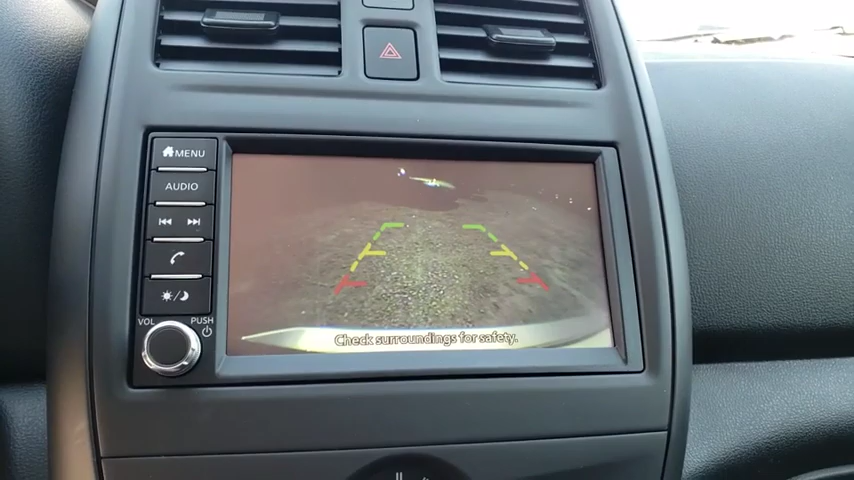 MENU
AUDIO
VOL
PUSH
Check surroundings for safety.